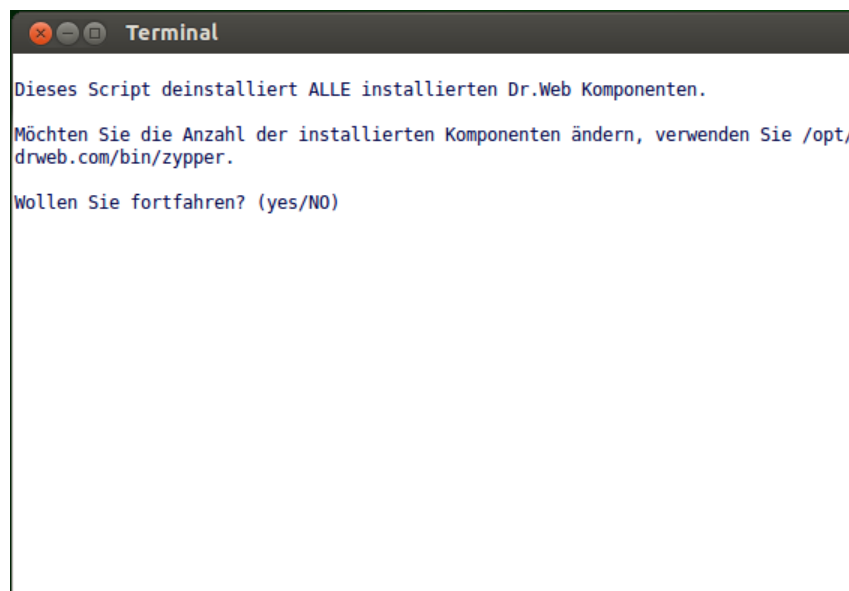 Terminal
Dieses Script deinstalliert ALLE installierten Dr.Web Komponenten.
Möchten Sie die Anzahl der installierten Komponenten ändern, verwenden Sie /opt/
drweb.com/bin/zypper.
Wollen Sie fortfahren? (yes/NO)